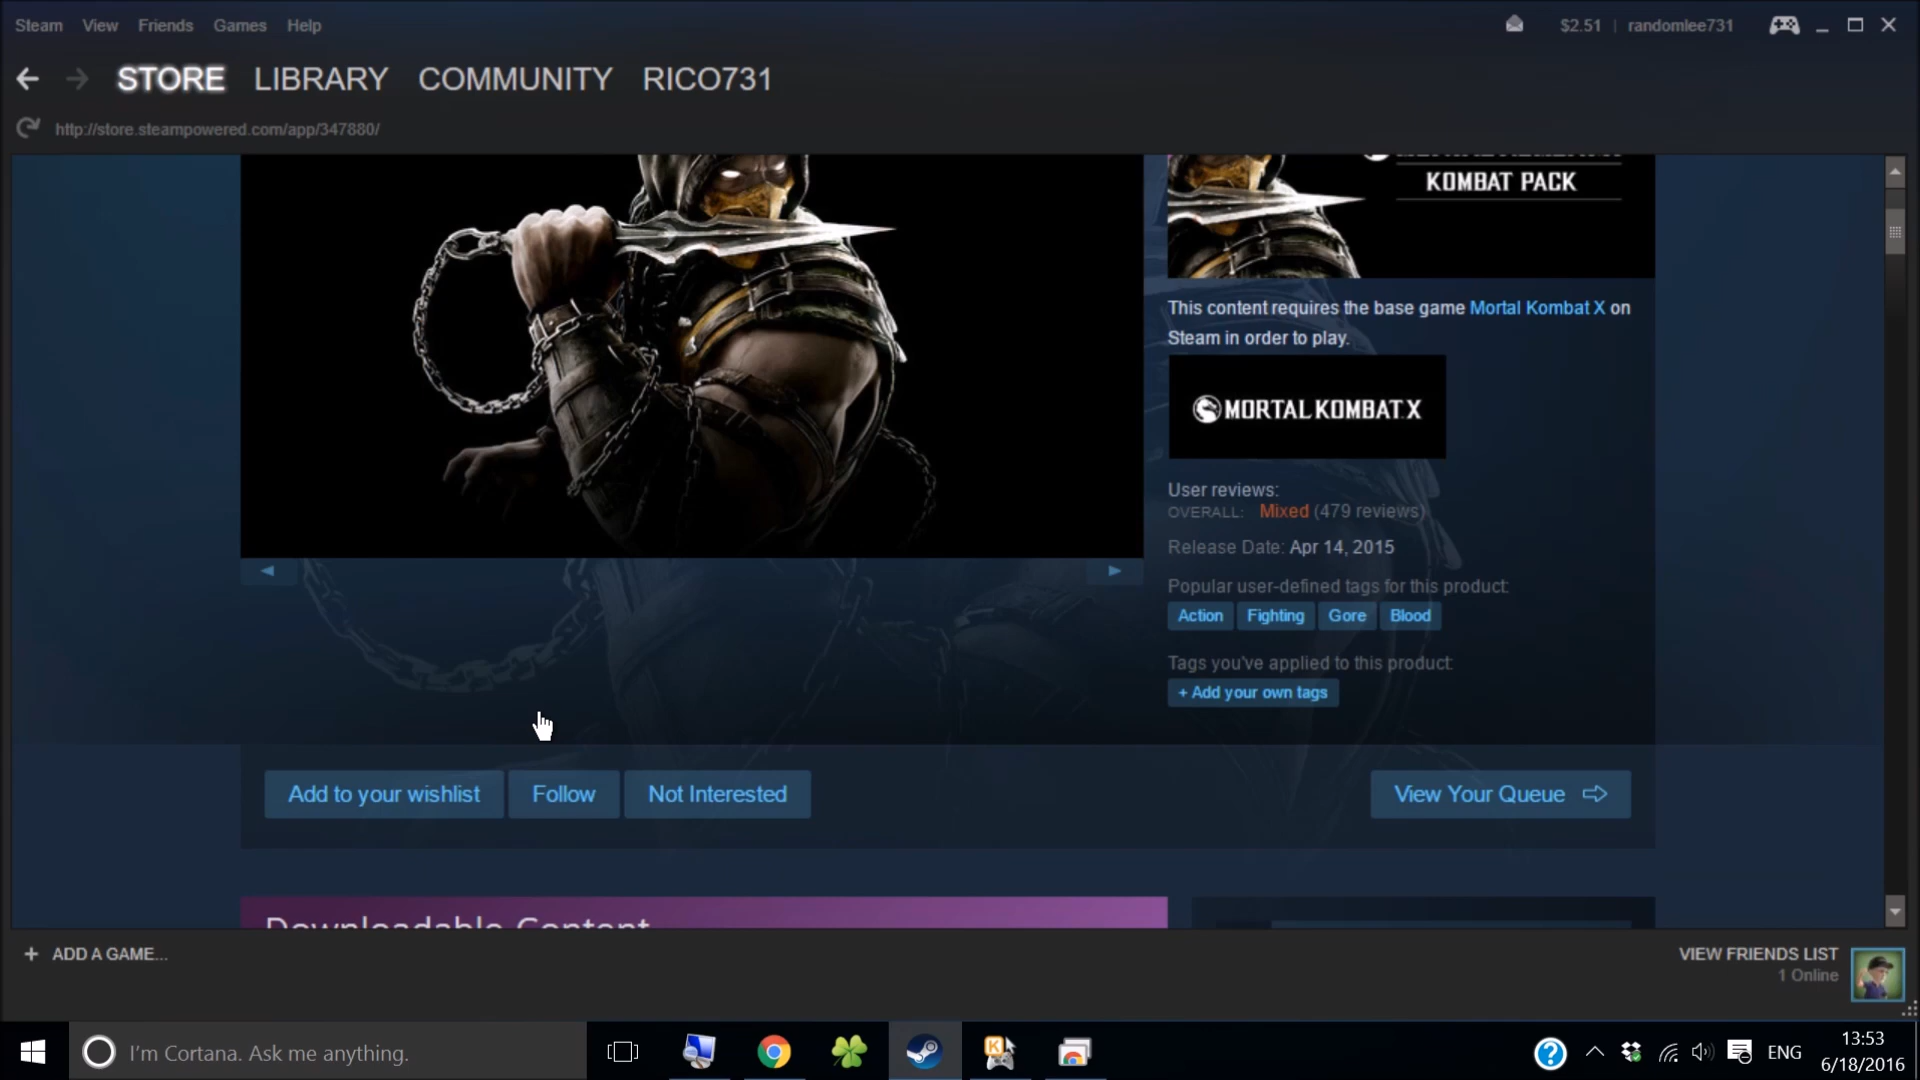 Steam View Friends Games Help
$2.51 | randomlee731
STORE LIBRARY COMMUNITY RICO731
http://store.steampowered.com/app/347880/
KOMBAT PACK
This content requires the base game Mortal Kombat X on
Steam in order to play.
MORTAL KOMBAT X
User reviews:
OVERALL: Mixed (479 reviews)
Release Date: Apr 14, 2015
Popular user-defined tags for this product:
Action Fighting Gore Blood
Tags you've applied to this product:
+ Add your own tags
Add to your wishlist Follow Not Interested View Your Queue
Downloadable Content
+ ADD A GAME...
VIEW FRIENDS LIST
1 Online
I'm Cortana. Ask me anything.
ENG
13:53
6/18/2016